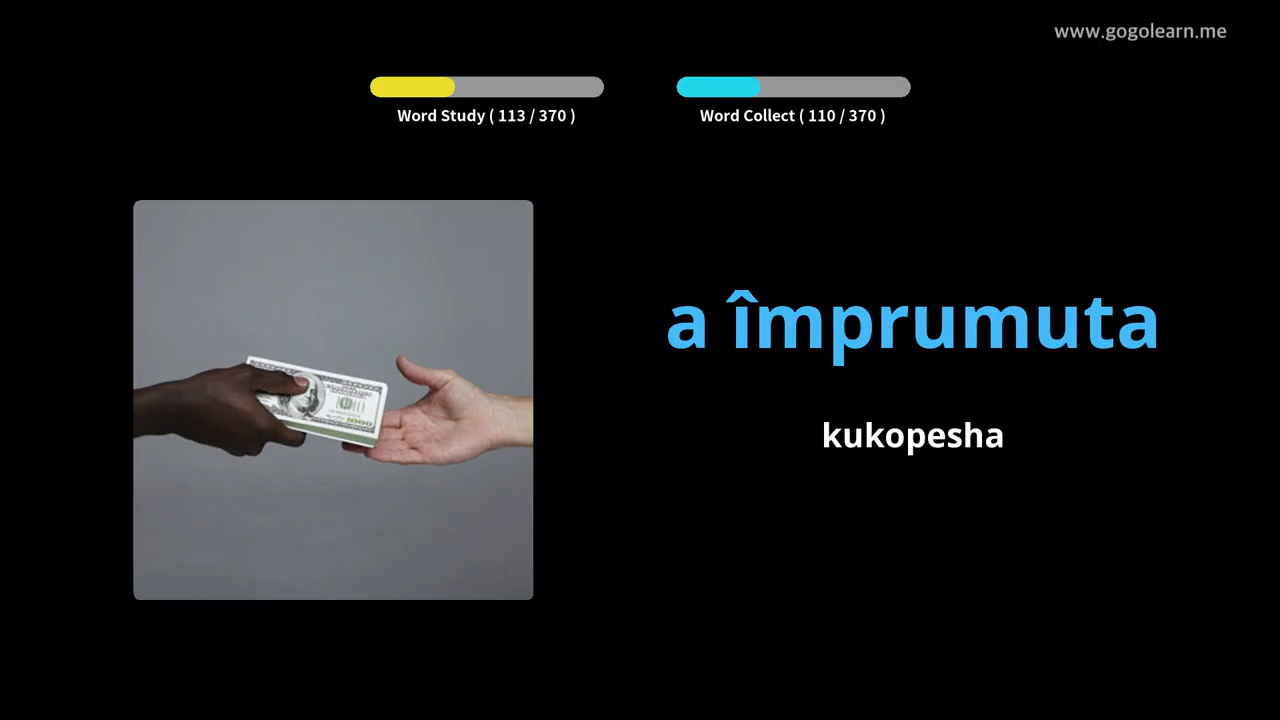 www.gogolearn.me
Word Study ( 113 / 370 )
Word Collect ( 110 / 370 )
a împrumuta
kukopesha